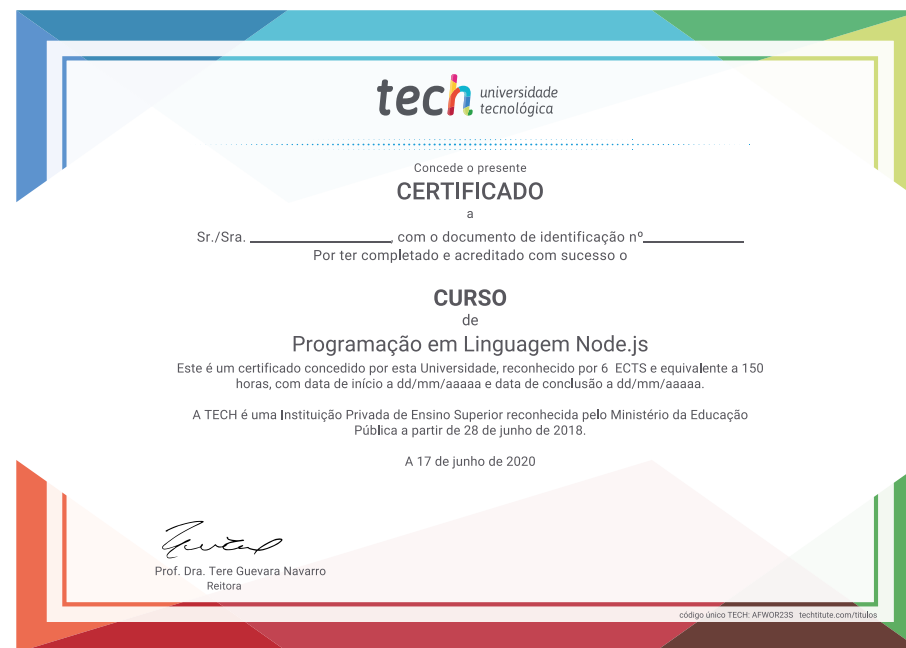 tech universidade
tecnológica
Concede o presente
CERTIFICADO
a
Sr./Sra. ____________________, com o documento de identificação nº______________
Por ter completado e acreditado com sucesso o
CURSO
de
Programação em Linguagem Node.js
Este é um certificado concedido por esta Universidade, reconhecido por 6 ECTS e equivalente a 150
horas, com data de início a dd/mm/aaaaa e data de conclusão a dd/mm/aaaaa.
A TECH é uma Instituição Privada de Ensino Superior reconhecida pelo Ministério da Educação
Pública a partir de 28 de junho de 2018.
A 17 de junho de 2020
Prof. Dra. Tere Guevara Navarro
Reitora
código único TECH: AFWOR23S techtitute.com/titulos